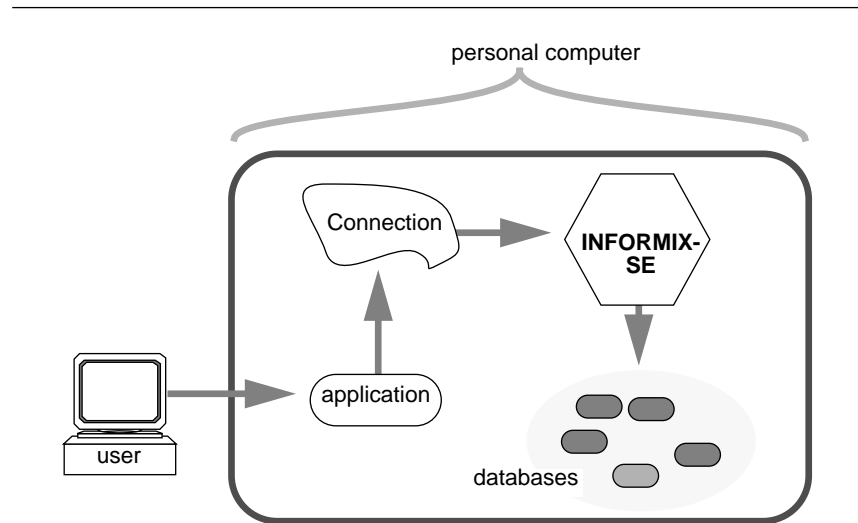 personal computer
Connection
INFORMIX-
SE
application
user
databases